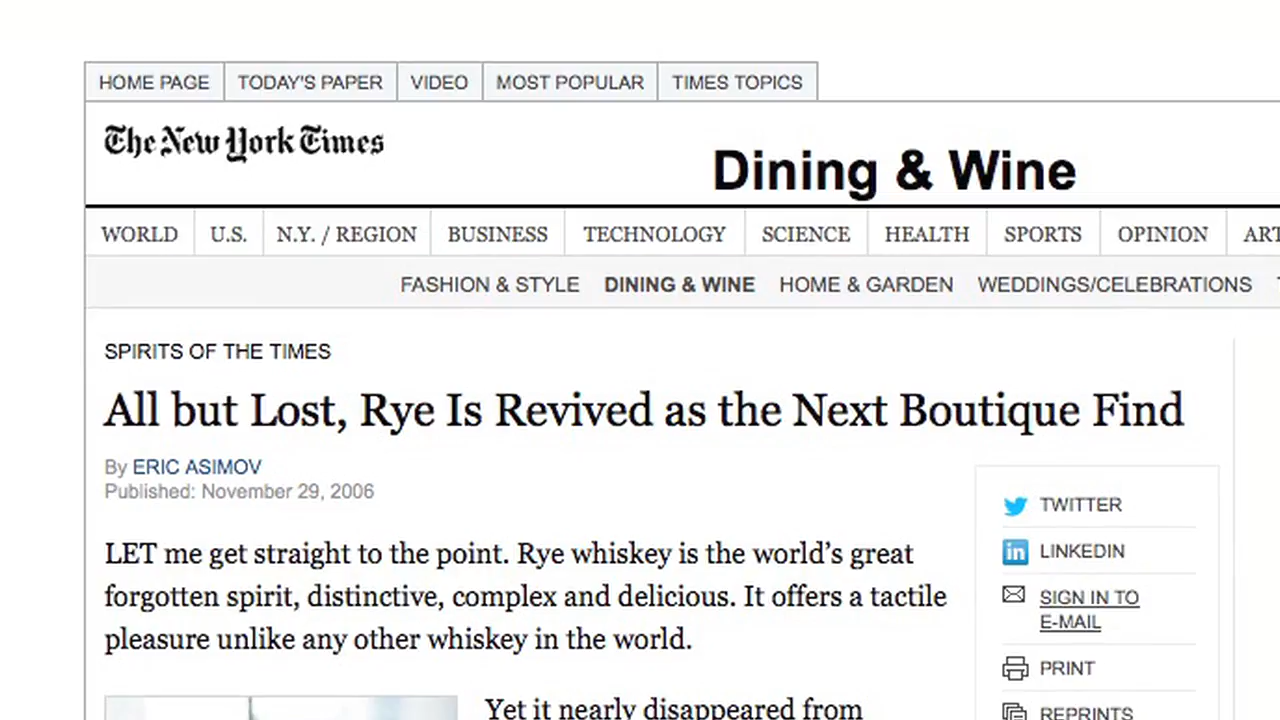 HOME PAGE TODAY'S PAPER VIDEO MOST POPULAR TIMES TOPICS
The New York Times
Dining & Wine
WORLD U.S. N.Y. / REGION BUSINESS TECHNOLOGY SCIENCE HEALTH SPORTS OPINION
FASHION & STYLE DINING & WINE HOME & GARDEN WEDDINGS/CELEBRATIONS
SPIRITS OF THE TIMES
All but Lost, Rye Is Revived as the Next Boutique Find
By ERIC ASIMOV
Published: November 29, 2006
LET me get straight to the point. Rye whiskey is the world’s great
forgotten spirit, distinctive, complex and delicious. It offers a tactile
pleasure unlike any other whiskey in the world.
Yet it nearly disappeared from
TWITTER
LINKEDIN
SIGN IN TO
E-MAIL
PRINT
REPRINTS